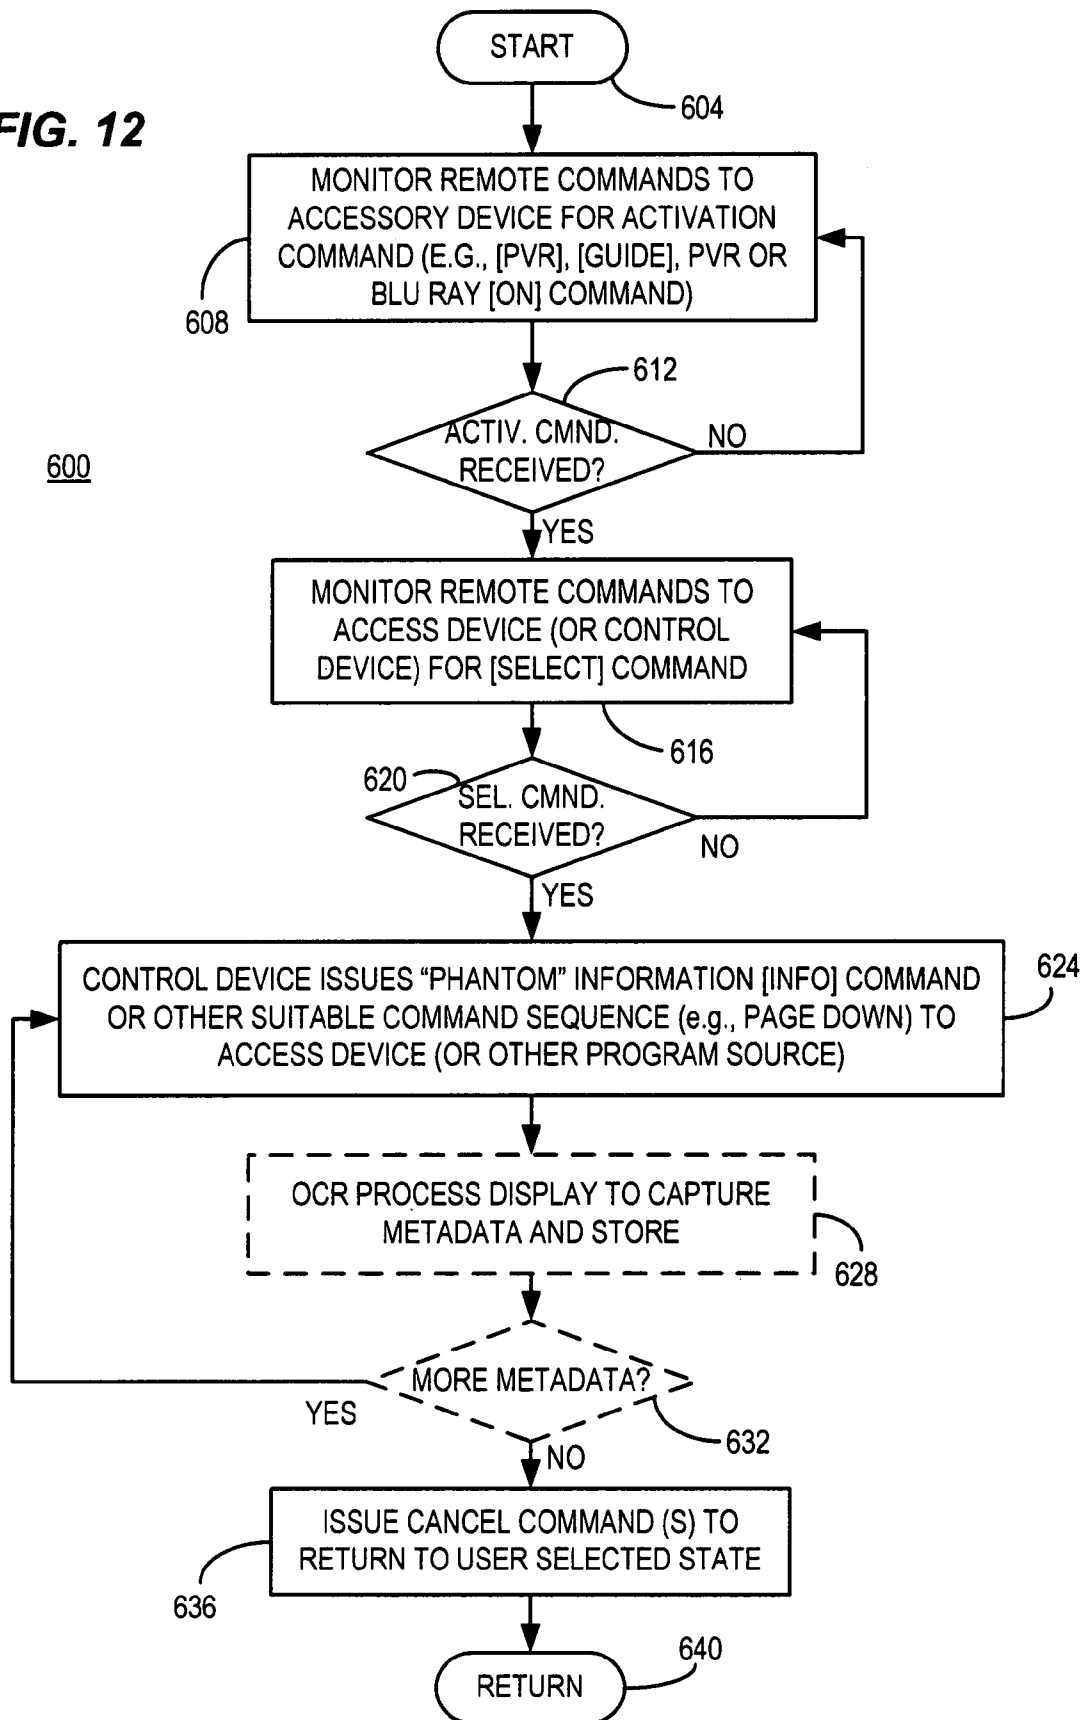 START
604
FIG. 12
MONITOR REMOTE COMMANDS TO
ACCESSORY DEVICE FOR ACTIVATION
COMMAND (E.G., [PVR], [GUIDE], PVR OR
BLU RAY [ON] COMMAND)
608
612
ACTIV. CMND.
RECEIVED?
NO
600
YES
MONITOR REMOTE COMMANDS TO
ACCESS DEVICE (OR CONTROL
DEVICE) FOR [SELECT] COMMAND
616
620
SEL. CMND.
RECEIVED?
NO
YES
CONTROL DEVICE ISSUES “PHANTOM” INFORMATION [INFO] COMMAND
OR OTHER SUITABLE COMMAND SEQUENCE (e.g., PAGE DOWN) TO
ACCESS DEVICE (OR OTHER PROGRAM SOURCE)
624
OCR PROCESS DISPLAY TO CAPTURE
METADATA AND STORE
628
MORE METADATA?
YES
632
NO
ISSUE CANCEL COMMAND (S) TO
RETURN TO USER SELECTED STATE
636
640
RETURN